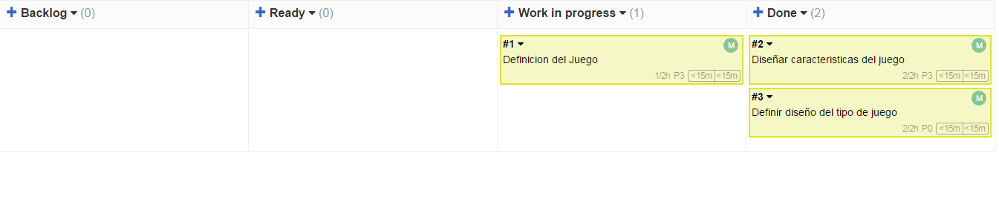 + Backlog (0)
+ Ready (0)
+ Work in progress (1)
+ Done (2)
#1
M
Definicion del Juego
1/2h P3 <15m <15m
#2
M
Diseñar caracteristicas del juego
2/2h P3 <15m <15m
#3
M
Definir diseño del tipo de juego
2/2h P0 <15m <15m